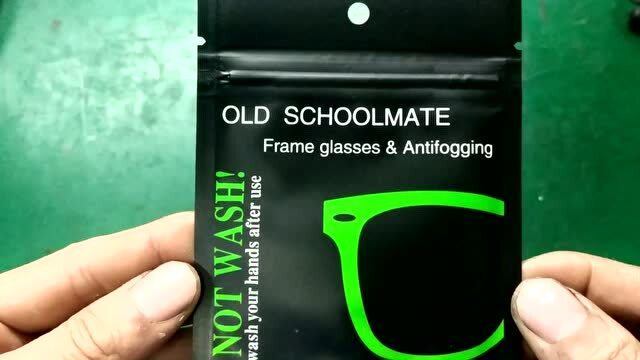 OLD SCHOOLMATE
Frame glasses & Antifogging
NOT WASH!
wash your hands after use